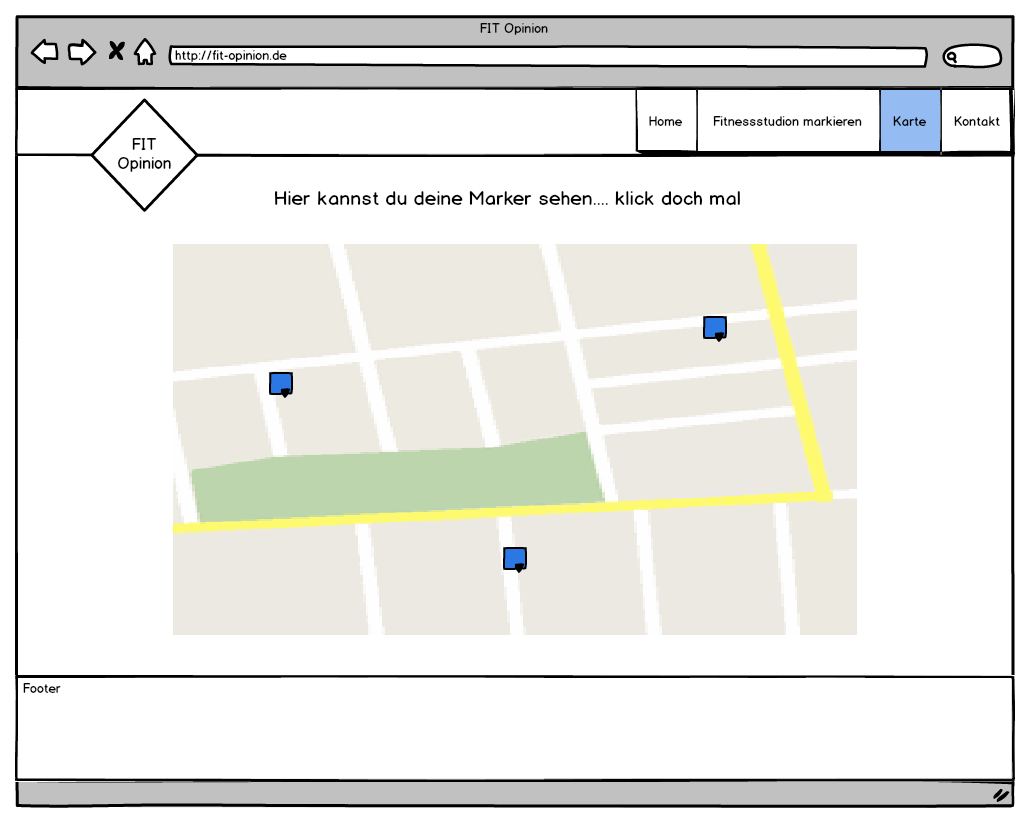 FIT Opinion
http://fit-opinion.de
Home
Fitnessstudion markieren
Karte
Kontakt
FIT
Opinion
Hier kannst du deine Marker sehen.... klick doch mal
Footer